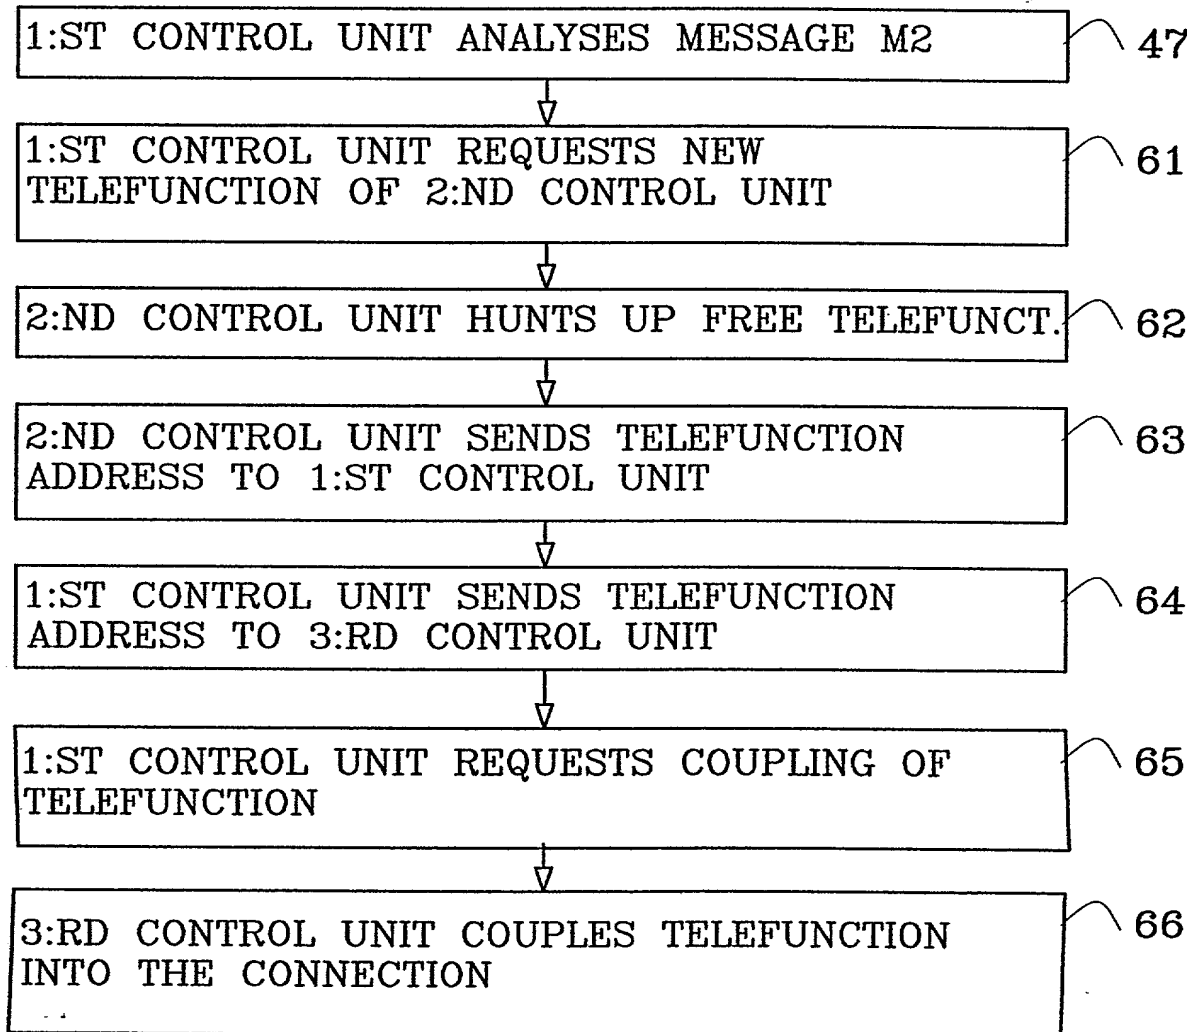 1:ST CONTROL UNIT ANALYSES MESSAGE M2
47
1:ST CONTROL UNIT REQUESTS NEW
TELEFUNCTION OF 2:ND CONTROL UNIT
61
2:ND CONTROL UNIT HUNTS UP FREE TELEFUNCT.
62
2:ND CONTROL UNIT SENDS TELEFUNCTION
ADDRESS TO 1:ST CONTROL UNIT
63
1:ST CONTROL UNIT SENDS TELEFUNCTION
ADDRESS TO 3:RD CONTROL UNIT
64
1:ST CONTROL UNIT REQUESTS COUPLING OF
TELEFUNCTION
65
3:RD CONTROL UNIT COUPLES TELEFUNCTION
INTO THE CONNECTION
66